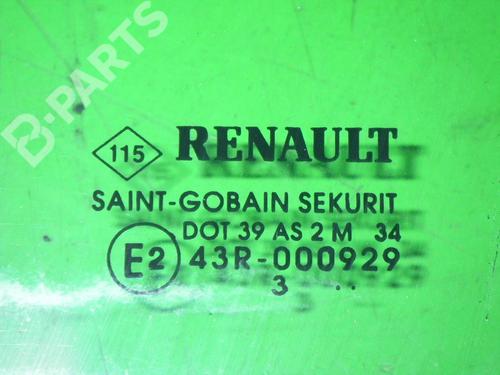 B-PARTS
115 RENAULT
SAINT-GOBAIN SEKURIT
DOT 39 AS 2 M 34
E2 43R-000929
3 ..